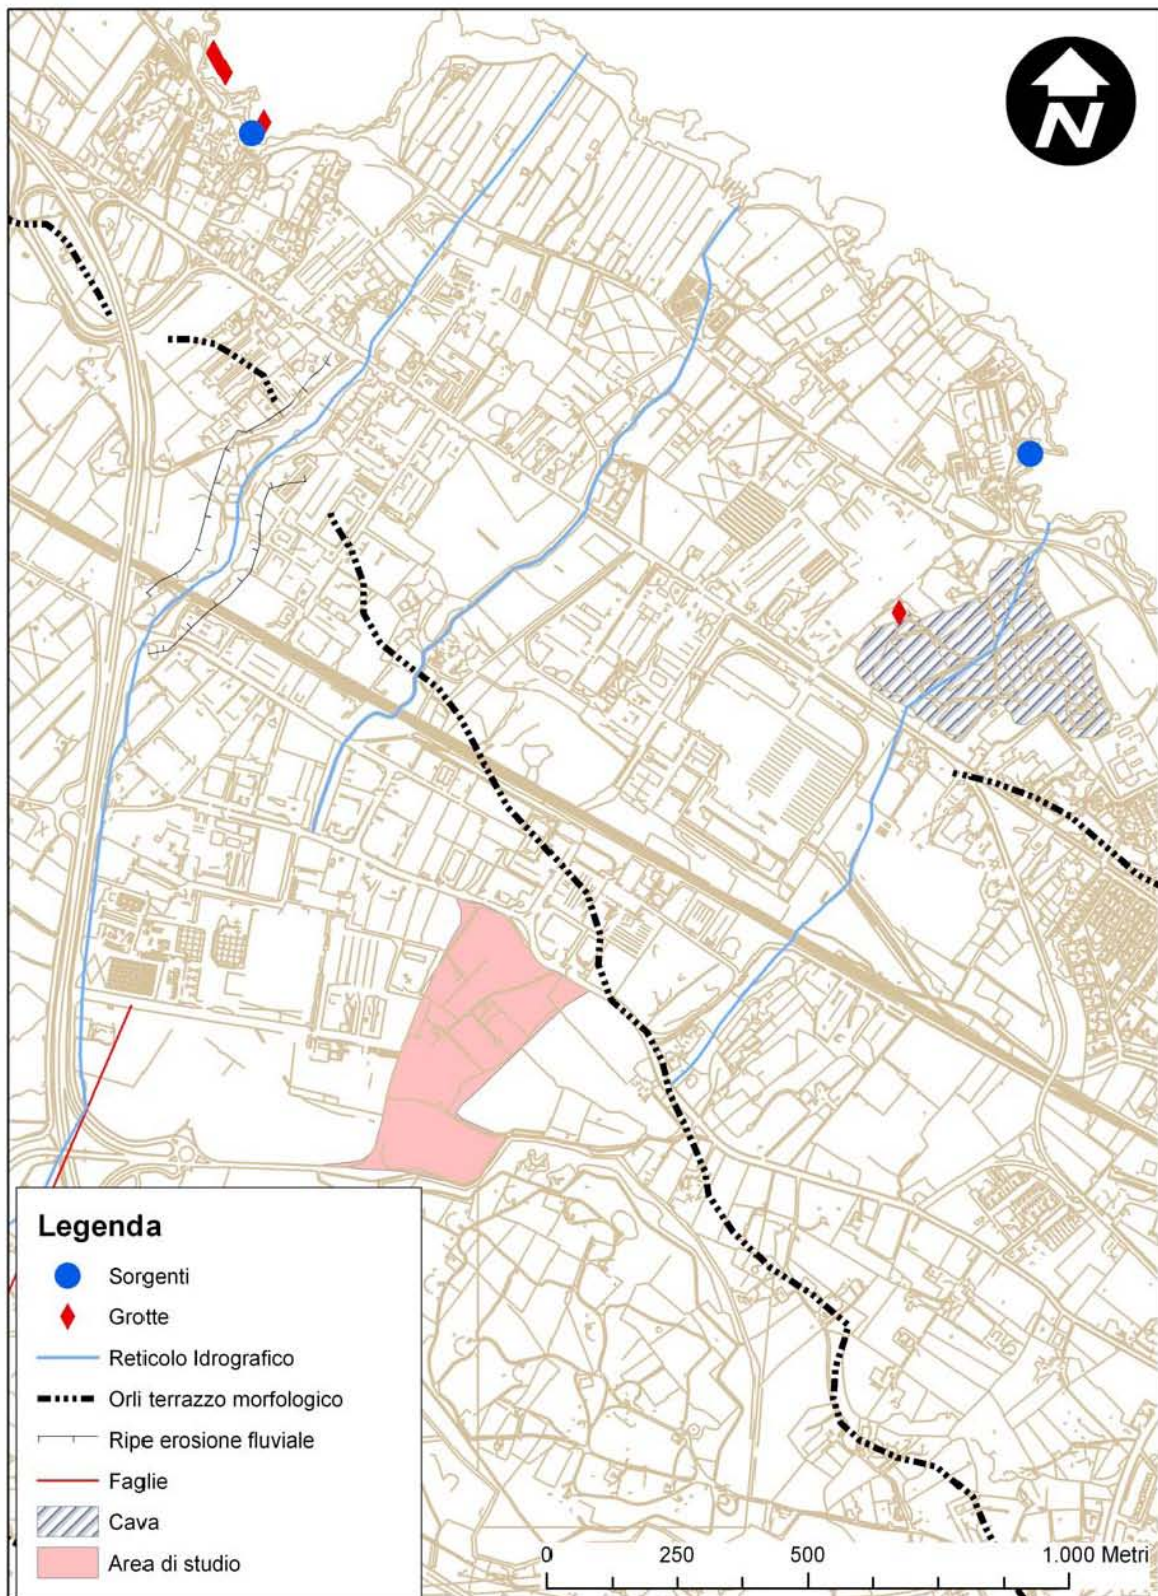 N
Legenda
Sorgenti
Grotte
Reticolo Idrografico
Orli terrazzo morfologico
Ripe erosione fluviale
Faglie
Cava
Area di studio
0 250 500 1.000 Metri